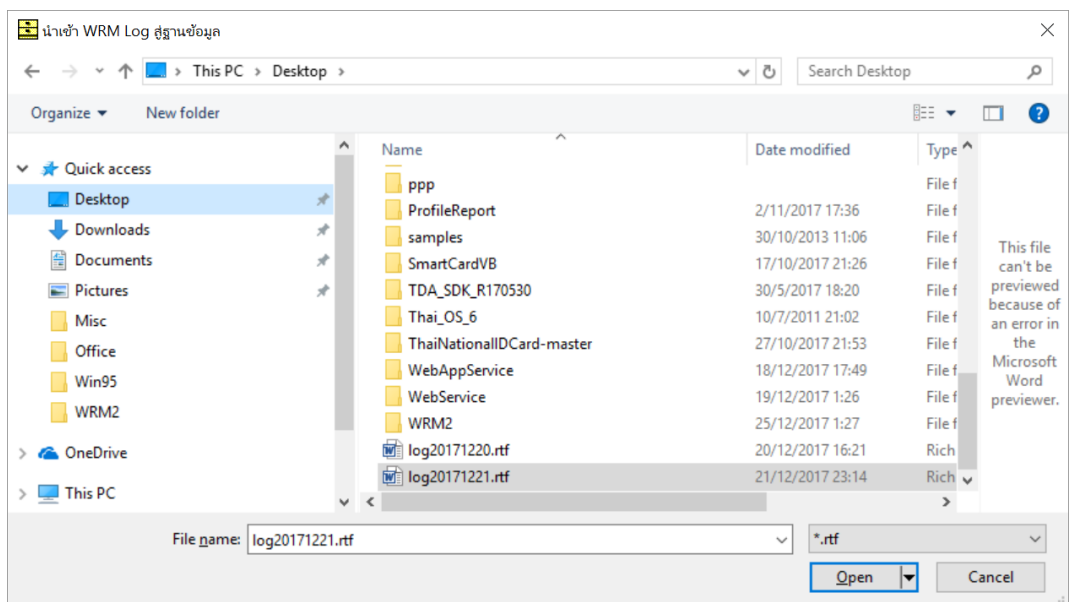 นำเข้า WRM Log สู่ฐานข้อมูล
This PC > Desktop >
Search Desktop
Organize
New folder
Name
Date modified
Type
Quick access
Desktop
Downloads
Documents
Pictures
Misc
Office
Win95
WRM2
OneDrive
This PC
ppp File f
ProfileReport 2/11/2017 17:36 File f
samples 30/10/2013 11:06 File f
SmartCardVB 17/10/2017 21:26 File f
TDA_SDK_R170530 30/5/2017 18:20 File f
Thai_OS_6 10/7/2011 21:02 File f
ThaiNationalIDCard-master 27/10/2017 21:53 File f
WebAppService 18/12/2017 17:49 File f
WebService 19/12/2017 1:26 File f
WRM2 25/12/2017 1:27 File f
log20171220.rtf 20/12/2017 16:21 Rich
log20171221.rtf 21/12/2017 23:14 Rich
This file
can't be
previewed
because of
an error in
the
Microsoft
Word
previewer.
File name: log20171221.rtf
*.rtf
Open
Cancel